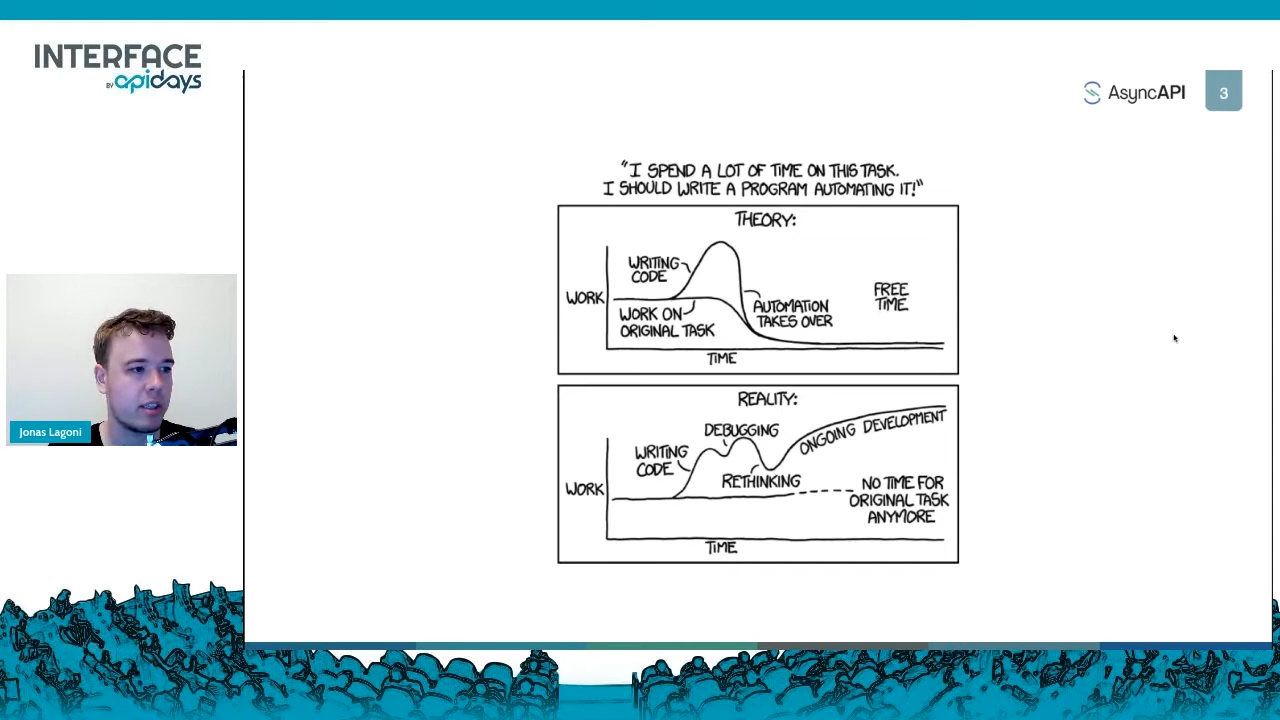 INTERFACE
BY apidays
AsyncAPI
3
"I SPEND A LOT OF TIME ON THIS TASK.
I SHOULD WRITE A PROGRAM AUTOMATING IT!"
THEORY:
WRITING
CODE
WORK
WORK ON
ORIGINAL TASK
AUTOMATION
TAKES OVER
FREE
TIME
TIME
REALITY:
WRITING
CODE
DEBUGGING
RETHINKING
ONGOING DEVELOPMENT
WORK
NO TIME FOR
ORIGINAL TASK
ANYMORE
TIME
Jonas Lagoni